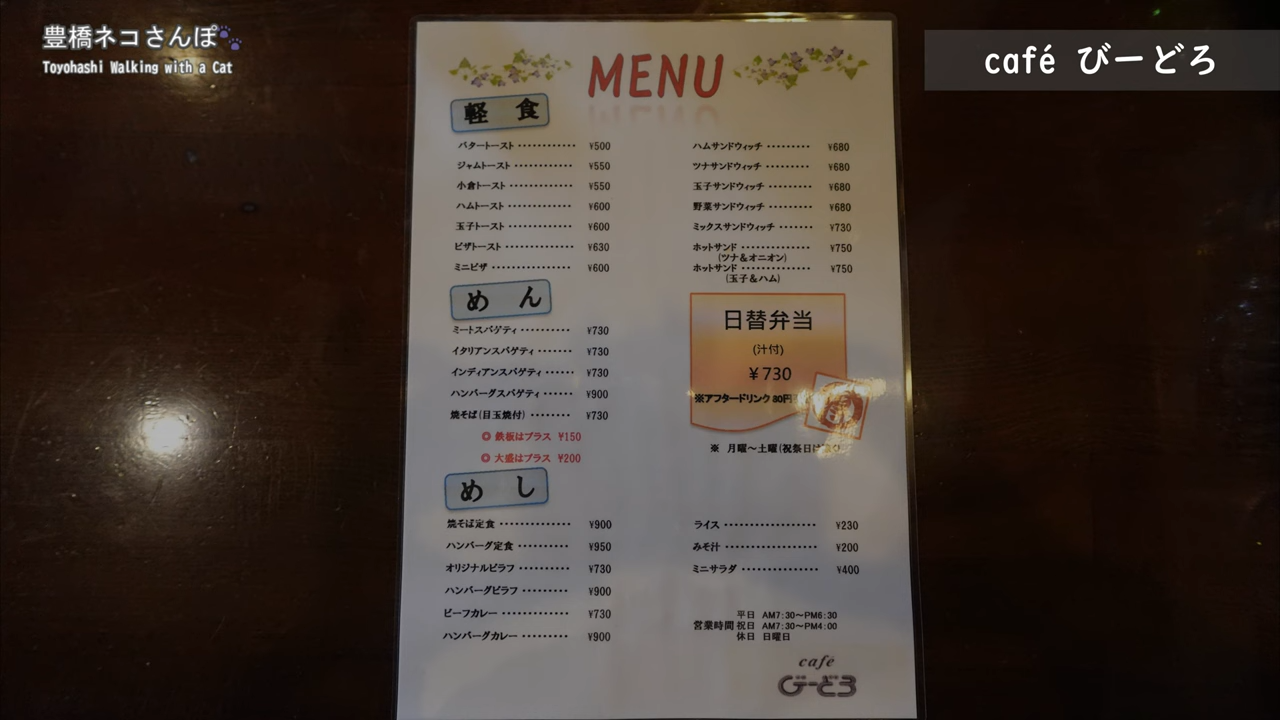 豊橋ネコさんぽ
Toyohashi Walking with a Cat
café びーどろ
MENU
軽 食
バタートースト ············ ¥500
ジャムトースト ············ ¥550
小倉トースト ············ ¥550
ハムトースト ············ ¥600
玉子トースト ············ ¥600
ピザトースト ············ ¥630
ミニピザ ··············· ¥600
ハムサンドウィッチ ········· ¥680
ツナサンドウィッチ ········· ¥680
玉子サンドウィッチ ········· ¥680
野菜サンドウィッチ ········· ¥680
ミックスサンドウィッチ ······· ¥730
ホットサンド ·············· ¥750
(ツナ&オニオン)
ホットサンド ·············· ¥750
(玉子&ハム)
めん
ミートスパゲティ ·········· ¥730
イタリアンスパゲティ ······· ¥730
インディアンスパゲティ ······ ¥730
ハンバーグスパゲティ ······ ¥900
焼そば(目玉焼付) ········ ¥730
◎ 鉄板はプラス ¥150
◎ 大盛はプラス ¥200
日替弁当
(汁付)
¥730
※アフタードリンク 80円
※ 月曜～土曜(祝祭日は
めし
焼そば定食 ·············· ¥900
ハンバーグ定食 ·········· ¥950
オリジナルピラフ ·········· ¥730
ハンバーグピラフ ········· ¥900
ビーフカレー ············· ¥730
ハンバーグカレー ········· ¥900
ライス ·················· ¥230
みそ汁 ·················· ¥200
ミニサラダ ··············· ¥400
平日 AM7:30～PM6:30
営業時間 祝日 AM7:30～PM4:00
休日 日曜日
café
びーどろ